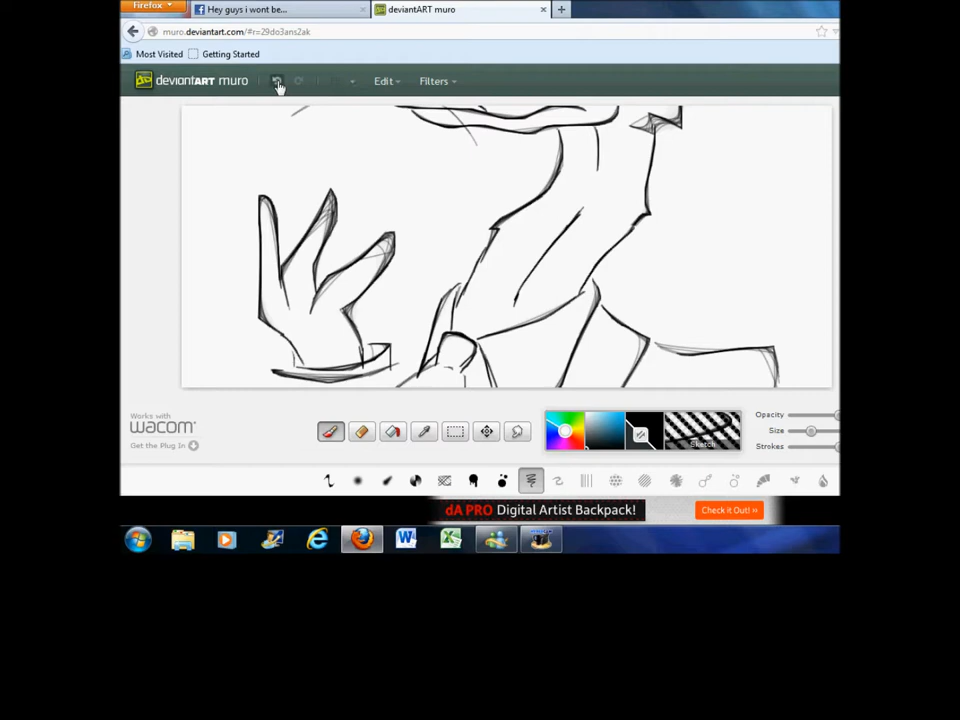 Firefox
Hey guys i wont be...
deviantART muro
muro.deviantart.com/#r=29do3ans2ak
Most Visited
Getting Started
deviantART muro
Edit
Filters
Works with
wacom
Get the Plug In
Sketch
Opacity
Size
Strokes
dA PRO Digital Artist Backpack!
Check it Out! »